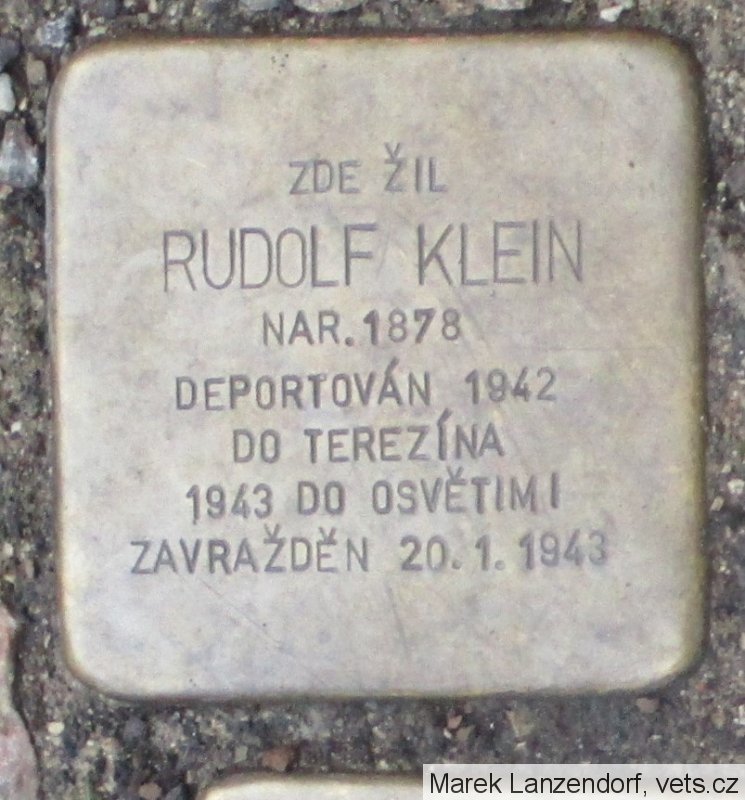 ZDE ŽIL
RUDOLF KLEIN
NAR. 1878
DEPORTOVÁN 1942
DO TEREZÍNA
1943 DO OSVĚTIMI
ZAVRAŽDĚN 20. 1. 1943
Marek Lanzendorf, vets.cz